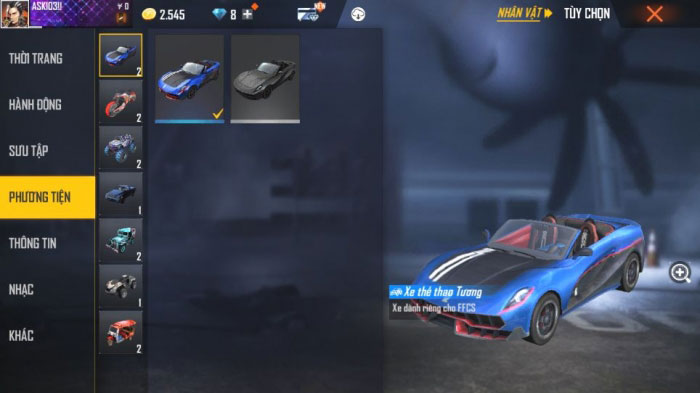 ASK103!!
0
2.545
8
NHÂN VẬT
TÙY CHỌN
THỜI TRANG
HÀNH ĐỘNG
SƯU TẬP
PHƯƠNG TIỆN
THÔNG TIN
NHẠC
KHÁC
2
2
2
1
2
1
2
Xe thể thao Tương
Xe dành riêng cho FFCS